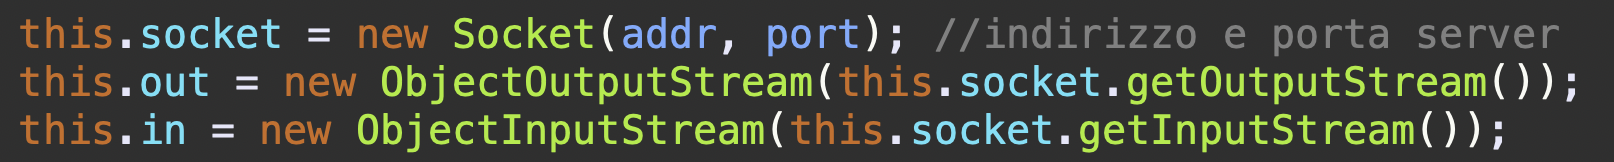 this.socket = new Socket(addr, port); //indirizzo e porta server
this.out = new ObjectOutputStream(this.socket.getOutputStream());
this.in = new ObjectInputStream(this.socket.getInputStream());